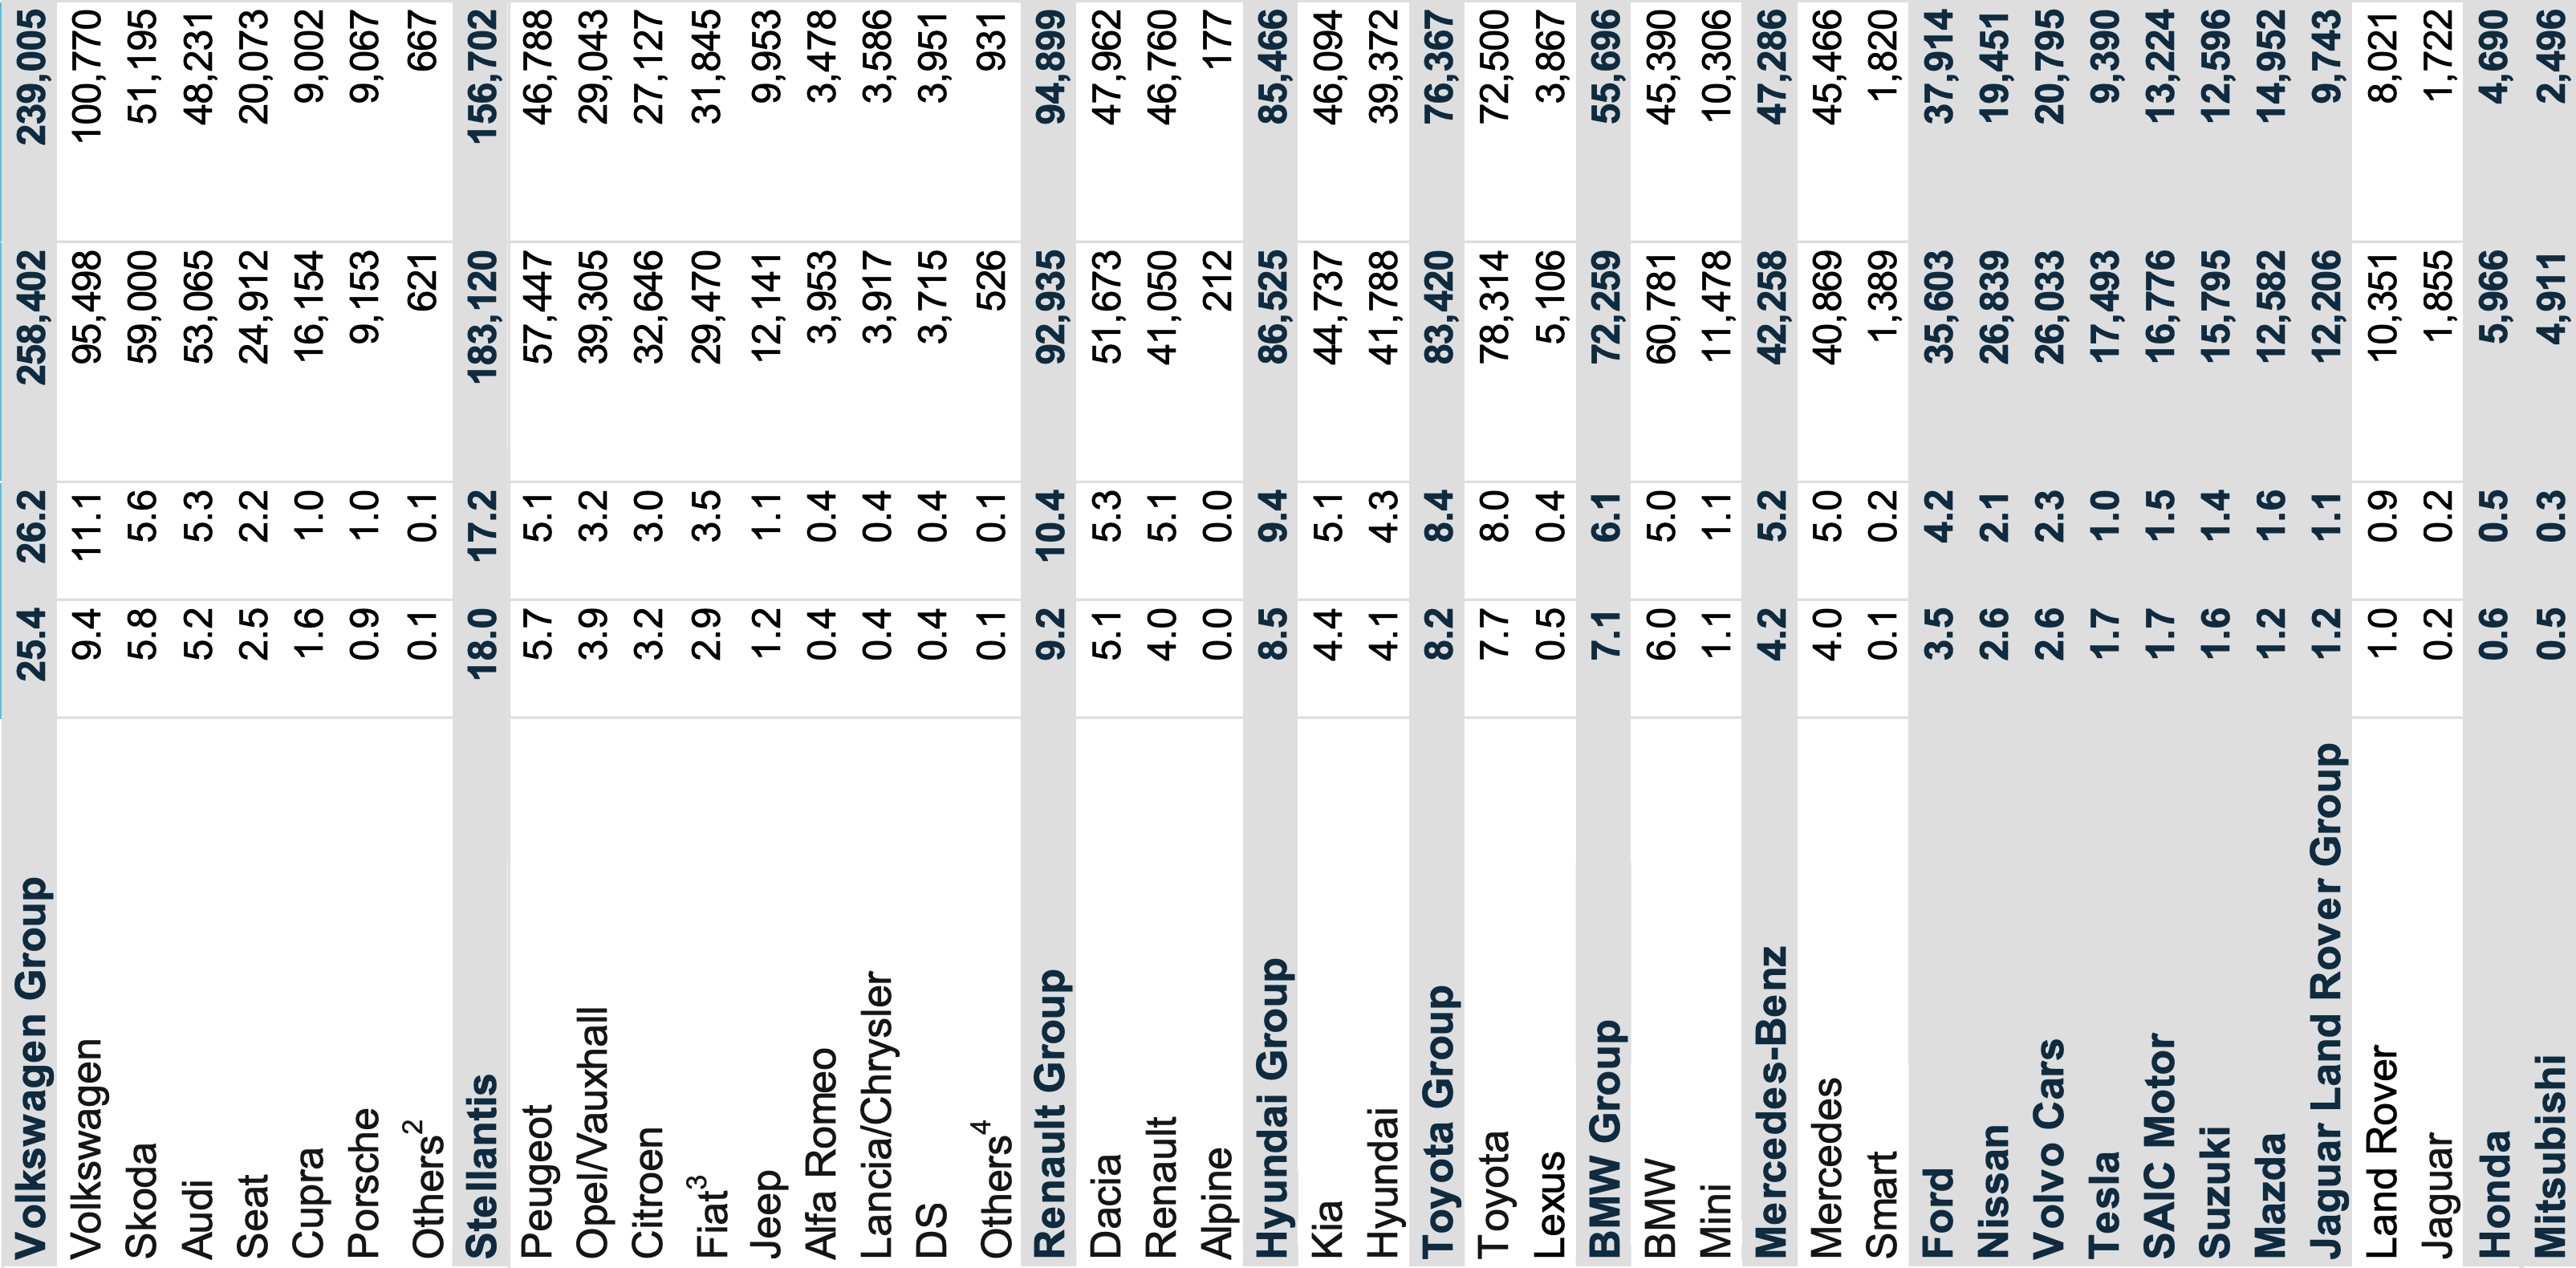 Volkswagen Group 25.4 26.2 258,402 239,005
Volkswagen 9.4 11.1 95,498 100,770
Skoda 5.8 5.6 59,000 51,195
Audi 5.2 5.3 53,065 48,231
Seat 2.5 2.2 24,912 20,073
Cupra 1.6 1.0 16,154 9,002
Porsche 0.9 1.0 9,153 9,067
Others2 0.1 0.1 621 667
Stellantis 18.0 17.2 183,120 156,702
Peugeot 5.7 5.1 57,447 46,788
Opel/Vauxhall 3.9 3.2 39,305 29,043
Citroen 3.2 3.0 32,646 27,127
Fiat3 2.9 3.5 29,470 31,845
Jeep 1.2 1.1 12,141 9,953
Alfa Romeo 0.4 0.4 3,953 3,478
Lancia/Chrysler 0.4 0.4 3,917 3,586
DS 0.4 0.4 3,715 3,951
Others4 0.1 0.1 526 931
Renault Group 9.2 10.4 92,935 94,899
Dacia 5.1 5.3 51,673 47,962
Renault 4.0 5.1 41,050 46,760
Alpine 0.0 0.0 212 177
Hyundai Group 8.5 9.4 86,525 85,466
Kia 4.4 5.1 44,737 46,094
Hyundai 4.1 4.3 41,788 39,372
Toyota Group 8.2 8.4 83,420 76,367
Toyota 7.7 8.0 78,314 72,500
Lexus 0.5 0.4 5,106 3,867
BMW Group 7.1 6.1 72,259 55,696
BMW 6.0 5.0 60,781 45,390
Mini 1.1 1.1 11,478 10,306
Mercedes-Benz 4.2 5.2 42,258 47,286
Mercedes 4.0 5.0 40,869 45,466
Smart 0.1 0.2 1,389 1,820
Ford 3.5 4.2 35,603 37,914
Nissan 2.6 2.1 26,839 19,451
Volvo Cars 2.6 2.3 26,033 20,795
Tesla 1.7 1.0 17,493 9,390
SAIC Motor 1.7 1.5 16,776 13,224
Suzuki 1.6 1.4 15,795 12,596
Mazda 1.2 1.6 12,582 14,952
Jaguar Land Rover Group 1.2 1.1 12,206 9,743
Land Rover 1.0 0.9 10,351 8,021
Jaguar 0.2 0.2 1,855 1,722
Honda 0.6 0.5 5,966 4,690
Mitsubishi 0.5 0.3 4,911 2,496